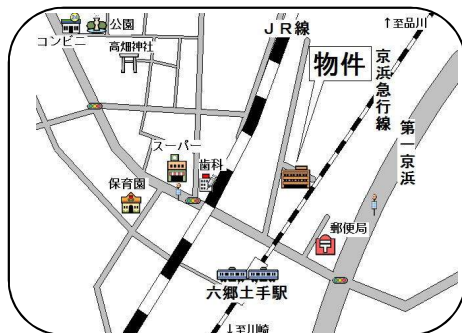 コンビニ
公園
高畑神社
JR線
↑至品川
物件
京浜急行線
第一京浜
スーパー
歯科
保育園
郵便局
六郷土手駅
↓至川崎